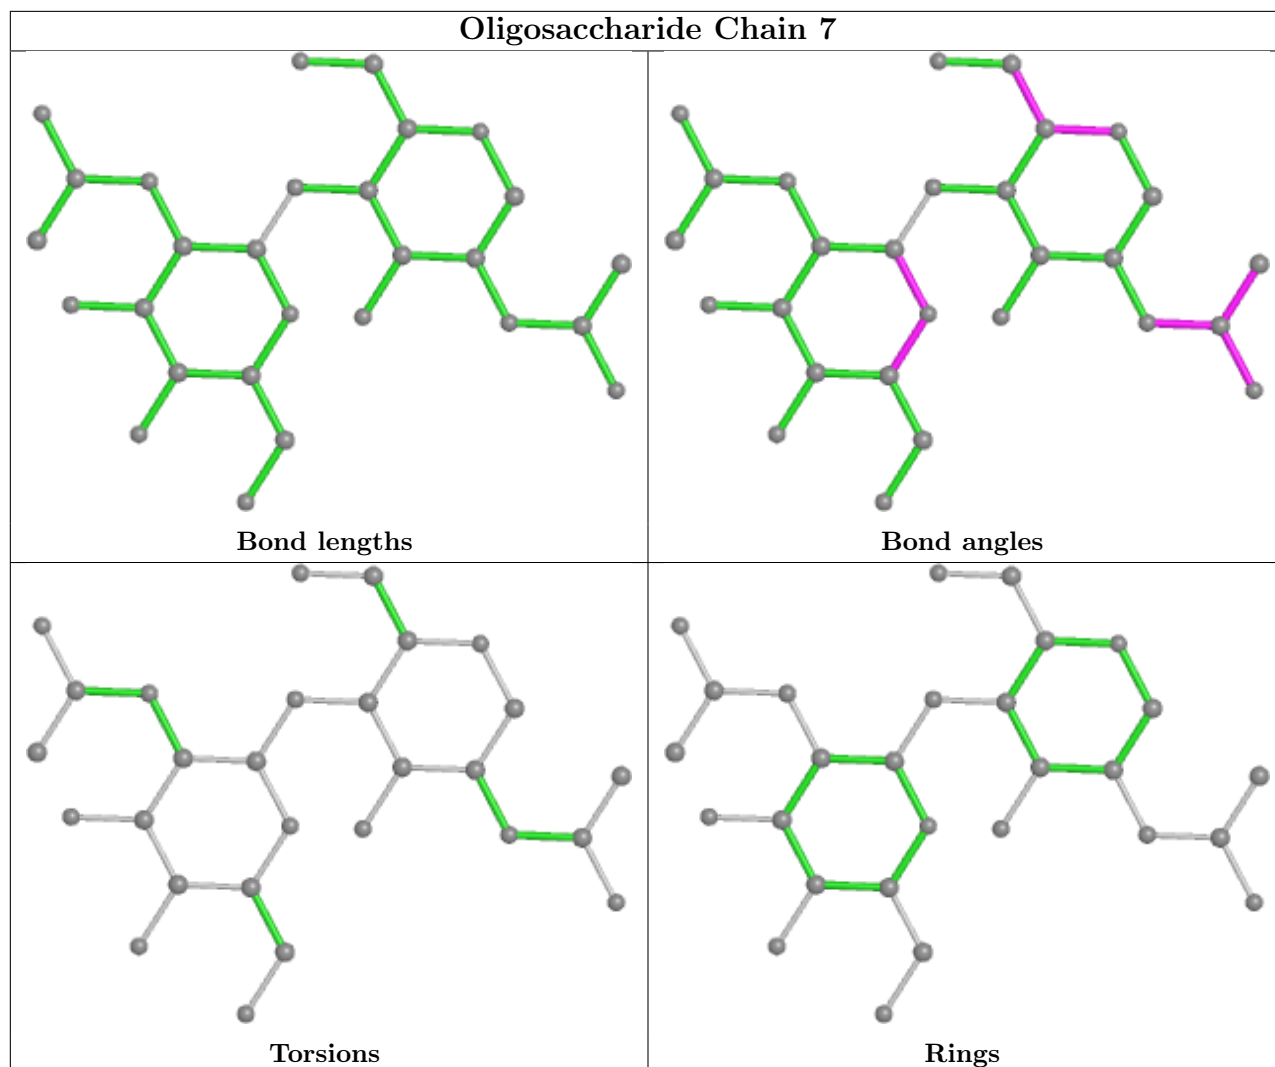 Oligosaccharide Chain 7
Bond lengths
Bond angles
Torsions
Rings